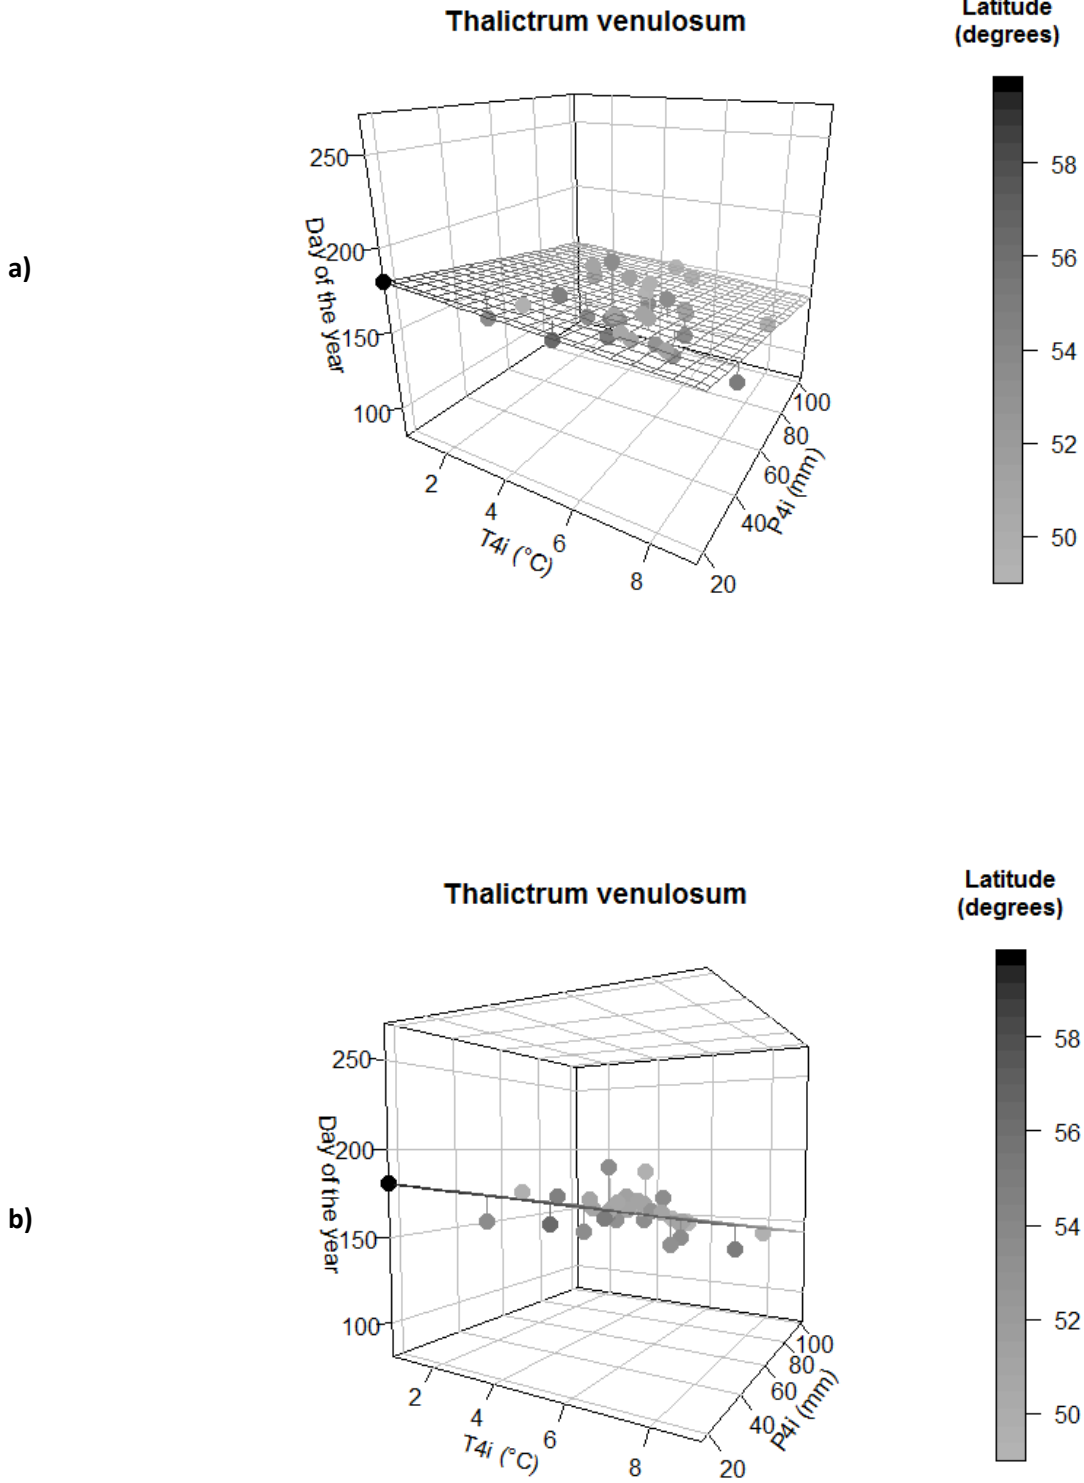 Thalictrum venulosum
Latitude
(degrees)
a)
250
200
150
100
Day of the year
2
4
6
8
T4i (°C)
20
40
60
80
100
P4i (mm)
58
56
54
52
50
Thalictrum venulosum
Latitude
(degrees)
b)
250
200
150
100
Day of the year
2
4
6
8
T4i (°C)
20
40
60
80
100
P4i (mm)
58
56
54
52
50